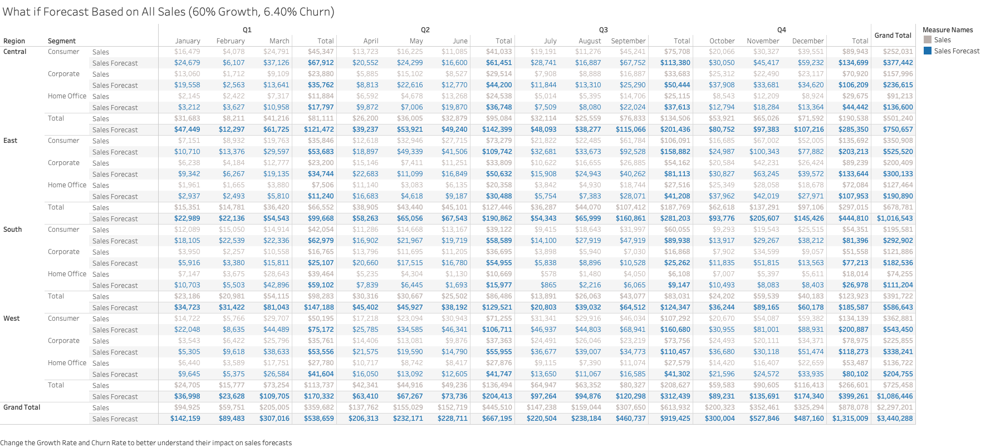 What if Forecast Based on All Sales (60% Growth, 6.40% Churn)
Q1 Q2 Q3 Q4 Grand Total Measure Names
Region Segment January February March Total April May June Total July August September Total October November December Total Sales
Central Consumer Sales $16,479 $4,078 $24,791 $45,347 $13,723 $16,225 $11,085 $41,033 $19,191 $11,276 $45,241 $75,708 $20,066 $30,327 $39,551 $89,943 $252,031 Sales Forecast
Sales Forecast $24,679 $6,107 $37,126 $67,912 $20,552 $24,299 $16,600 $61,451 $28,741 $16,887 $67,752 $113,380 $30,050 $45,417 $59,232 $134,699 $377,442
Corporate Sales $13,060 $1,712 $9,109 $23,880 $5,885 $15,102 $8,527 $29,514 $7,908 $8,888 $16,887 $33,683 $25,312 $22,490 $23,117 $70,920 $157,996
Sales Forecast $19,558 $2,563 $13,641 $35,762 $8,813 $22,616 $12,770 $44,200 $11,844 $13,310 $25,290 $50,444 $37,908 $33,681 $34,620 $106,209 $236,615
Home Office Sales $2,145 $2,422 $7,317 $11,884 $6,592 $4,678 $13,268 $24,538 $5,014 $5,395 $14,706 $25,115 $8,543 $12,209 $8,924 $29,675 $91,213
Sales Forecast $3,212 $3,627 $10,958 $17,797 $9,872 $7,006 $19,870 $36,748 $7,509 $8,080 $22,024 $37,613 $12,794 $18,284 $13,364 $44,442 $136,600
Total Sales $31,683 $8,211 $41,216 $81,111 $26,200 $36,005 $32,879 $95,084 $32,114 $25,559 $76,833 $134,506 $53,921 $65,026 $71,592 $190,538 $501,240
Sales Forecast $47,449 $12,297 $61,725 $121,472 $39,237 $53,921 $49,240 $142,399 $48,093 $38,277 $115,066 $201,436 $80,752 $97,383 $107,216 $285,350 $750,657
East Consumer Sales $7,151 $8,932 $19,763 $35,846 $12,618 $32,946 $27,715 $73,279 $21,822 $22,485 $61,784 $106,091 $16,685 $67,002 $52,005 $135,692 $350,908
Sales Forecast $10,710 $13,376 $29,597 $53,683 $18,897 $49,339 $41,506 $109,742 $32,681 $33,673 $92,528 $158,882 $24,987 $100,343 $77,882 $203,213 $525,520
Corporate Sales $6,238 $4,184 $12,777 $23,200 $15,146 $7,411 $11,251 $33,809 $10,622 $16,655 $26,885 $54,162 $20,584 $42,231 $26,424 $89,239 $200,409
Sales Forecast $9,342 $6,267 $19,135 $34,744 $22,683 $11,099 $16,849 $50,632 $15,908 $24,943 $40,262 $81,113 $30,827 $63,245 $39,572 $133,644 $300,133
Home Office Sales $1,961 $1,665 $3,880 $7,506 $11,140 $3,083 $6,135 $20,358 $3,842 $4,930 $18,744 $27,516 $25,349 $28,058 $18,678 $72,084 $127,464
Sales Forecast $2,937 $2,493 $5,810 $11,240 $16,683 $4,618 $9,187 $30,488 $5,754 $7,383 $28,071 $41,208 $37,962 $42,019 $27,971 $107,953 $190,890
Total Sales $15,351 $14,781 $36,420 $66,552 $38,905 $43,440 $45,101 $127,446 $36,287 $44,070 $107,412 $187,769 $62,618 $137,291 $97,106 $297,015 $678,781
Sales Forecast $22,989 $22,136 $54,543 $99,668 $58,263 $65,056 $67,543 $190,862 $54,343 $65,999 $160,861 $281,203 $93,776 $205,607 $145,426 $444,810 $1,016,543
South Consumer Sales $12,089 $15,050 $14,914 $42,054 $11,286 $14,668 $13,167 $39,122 $9,415 $18,643 $31,997 $60,055 $9,293 $19,543 $25,515 $54,351 $195,581
Sales Forecast $18,105 $22,539 $22,336 $62,979 $16,902 $21,967 $19,719 $58,589 $14,100 $27,919 $47,919 $89,938 $13,917 $29,267 $38,212 $81,396 $292,902
Corporate Sales $3,950 $2,257 $10,558 $16,765 $13,796 $11,695 $11,205 $36,695 $3,898 $5,940 $7,030 $16,868 $7,902 $34,599 $9,057 $51,558 $121,886
Sales Forecast $5,916 $3,380 $15,811 $25,107 $20,660 $17,515 $16,780 $54,955 $5,838 $8,896 $10,528 $25,262 $11,835 $51,815 $13,563 $77,213 $182,536
Home Office Sales $7,147 $3,675 $28,643 $39,464 $5,235 $4,304 $1,130 $10,669 $578 $1,480 $4,050 $6,108 $7,007 $5,397 $5,611 $18,014 $74,255
Sales Forecast $10,703 $5,503 $42,896 $59,102 $7,839 $6,445 $1,693 $15,977 $865 $2,216 $6,065 $9,147 $10,493 $8,083 $8,403 $26,978 $111,204
Total Sales $23,186 $20,981 $54,115 $98,283 $30,316 $30,667 $25,502 $86,486 $13,891 $26,063 $43,077 $83,031 $24,202 $59,539 $40,183 $123,923 $391,722
Sales Forecast $34,723 $31,422 $81,043 $147,188 $45,402 $45,927 $38,192 $129,521 $20,803 $39,032 $64,512 $124,347 $36,244 $89,165 $60,178 $185,587 $586,643
West Consumer Sales $14,722 $5,766 $29,707 $50,195 $17,218 $23,094 $30,943 $71,255 $31,341 $29,916 $46,034 $107,292 $20,670 $54,087 $59,382 $134,139 $362,881
Sales Forecast $22,048 $8,635 $44,489 $75,172 $25,785 $34,585 $46,341 $106,711 $46,937 $44,803 $68,941 $160,680 $30,955 $81,001 $88,931 $200,887 $543,450
Corporate Sales $3,543 $6,422 $25,796 $35,761 $14,406 $13,081 $9,876 $37,363 $24,491 $26,046 $23,219 $73,756 $24,493 $20,111 $34,371 $78,975 $225,855
Sales Forecast $5,305 $9,618 $38,633 $53,556 $21,575 $19,590 $14,790 $55,955 $36,677 $39,007 $34,773 $110,457 $36,680 $30,118 $51,474 $118,273 $338,241
Home Office Sales $6,440 $3,589 $17,751 $27,780 $10,717 $8,742 $8,417 $27,876 $9,115 $7,390 $11,074 $27,579 $14,420 $16,407 $22,659 $53,487 $136,722
Sales Forecast $9,645 $5,375 $26,584 $41,604 $16,050 $13,092 $12,605 $41,747 $13,650 $11,067 $16,585 $41,302 $21,596 $24,572 $33,935 $80,102 $204,755
Total Sales $24,705 $15,777 $73,254 $113,737 $42,341 $44,916 $49,236 $136,494 $64,947 $63,352 $80,327 $208,627 $59,583 $90,605 $116,413 $266,601 $725,458
Sales Forecast $36,998 $23,628 $109,705 $170,332 $63,410 $67,267 $73,736 $204,413 $97,264 $94,876 $120,298 $312,439 $89,231 $135,691 $174,340 $399,261 $1,086,446
Grand Total Sales $94,925 $59,751 $205,005 $359,682 $137,762 $155,029 $152,719 $445,510 $147,238 $159,044 $307,650 $613,932 $200,323 $352,461 $325,294 $878,078 $2,297,201
Sales Forecast $142,159 $89,483 $307,016 $538,659 $206,313 $232,171 $228,711 $667,195 $220,504 $238,184 $460,737 $919,425 $300,004 $527,846 $487,160 $1,315,009 $3,440,288
Change the Growth Rate and Churn Rate to better understand their impact on sales forecasts